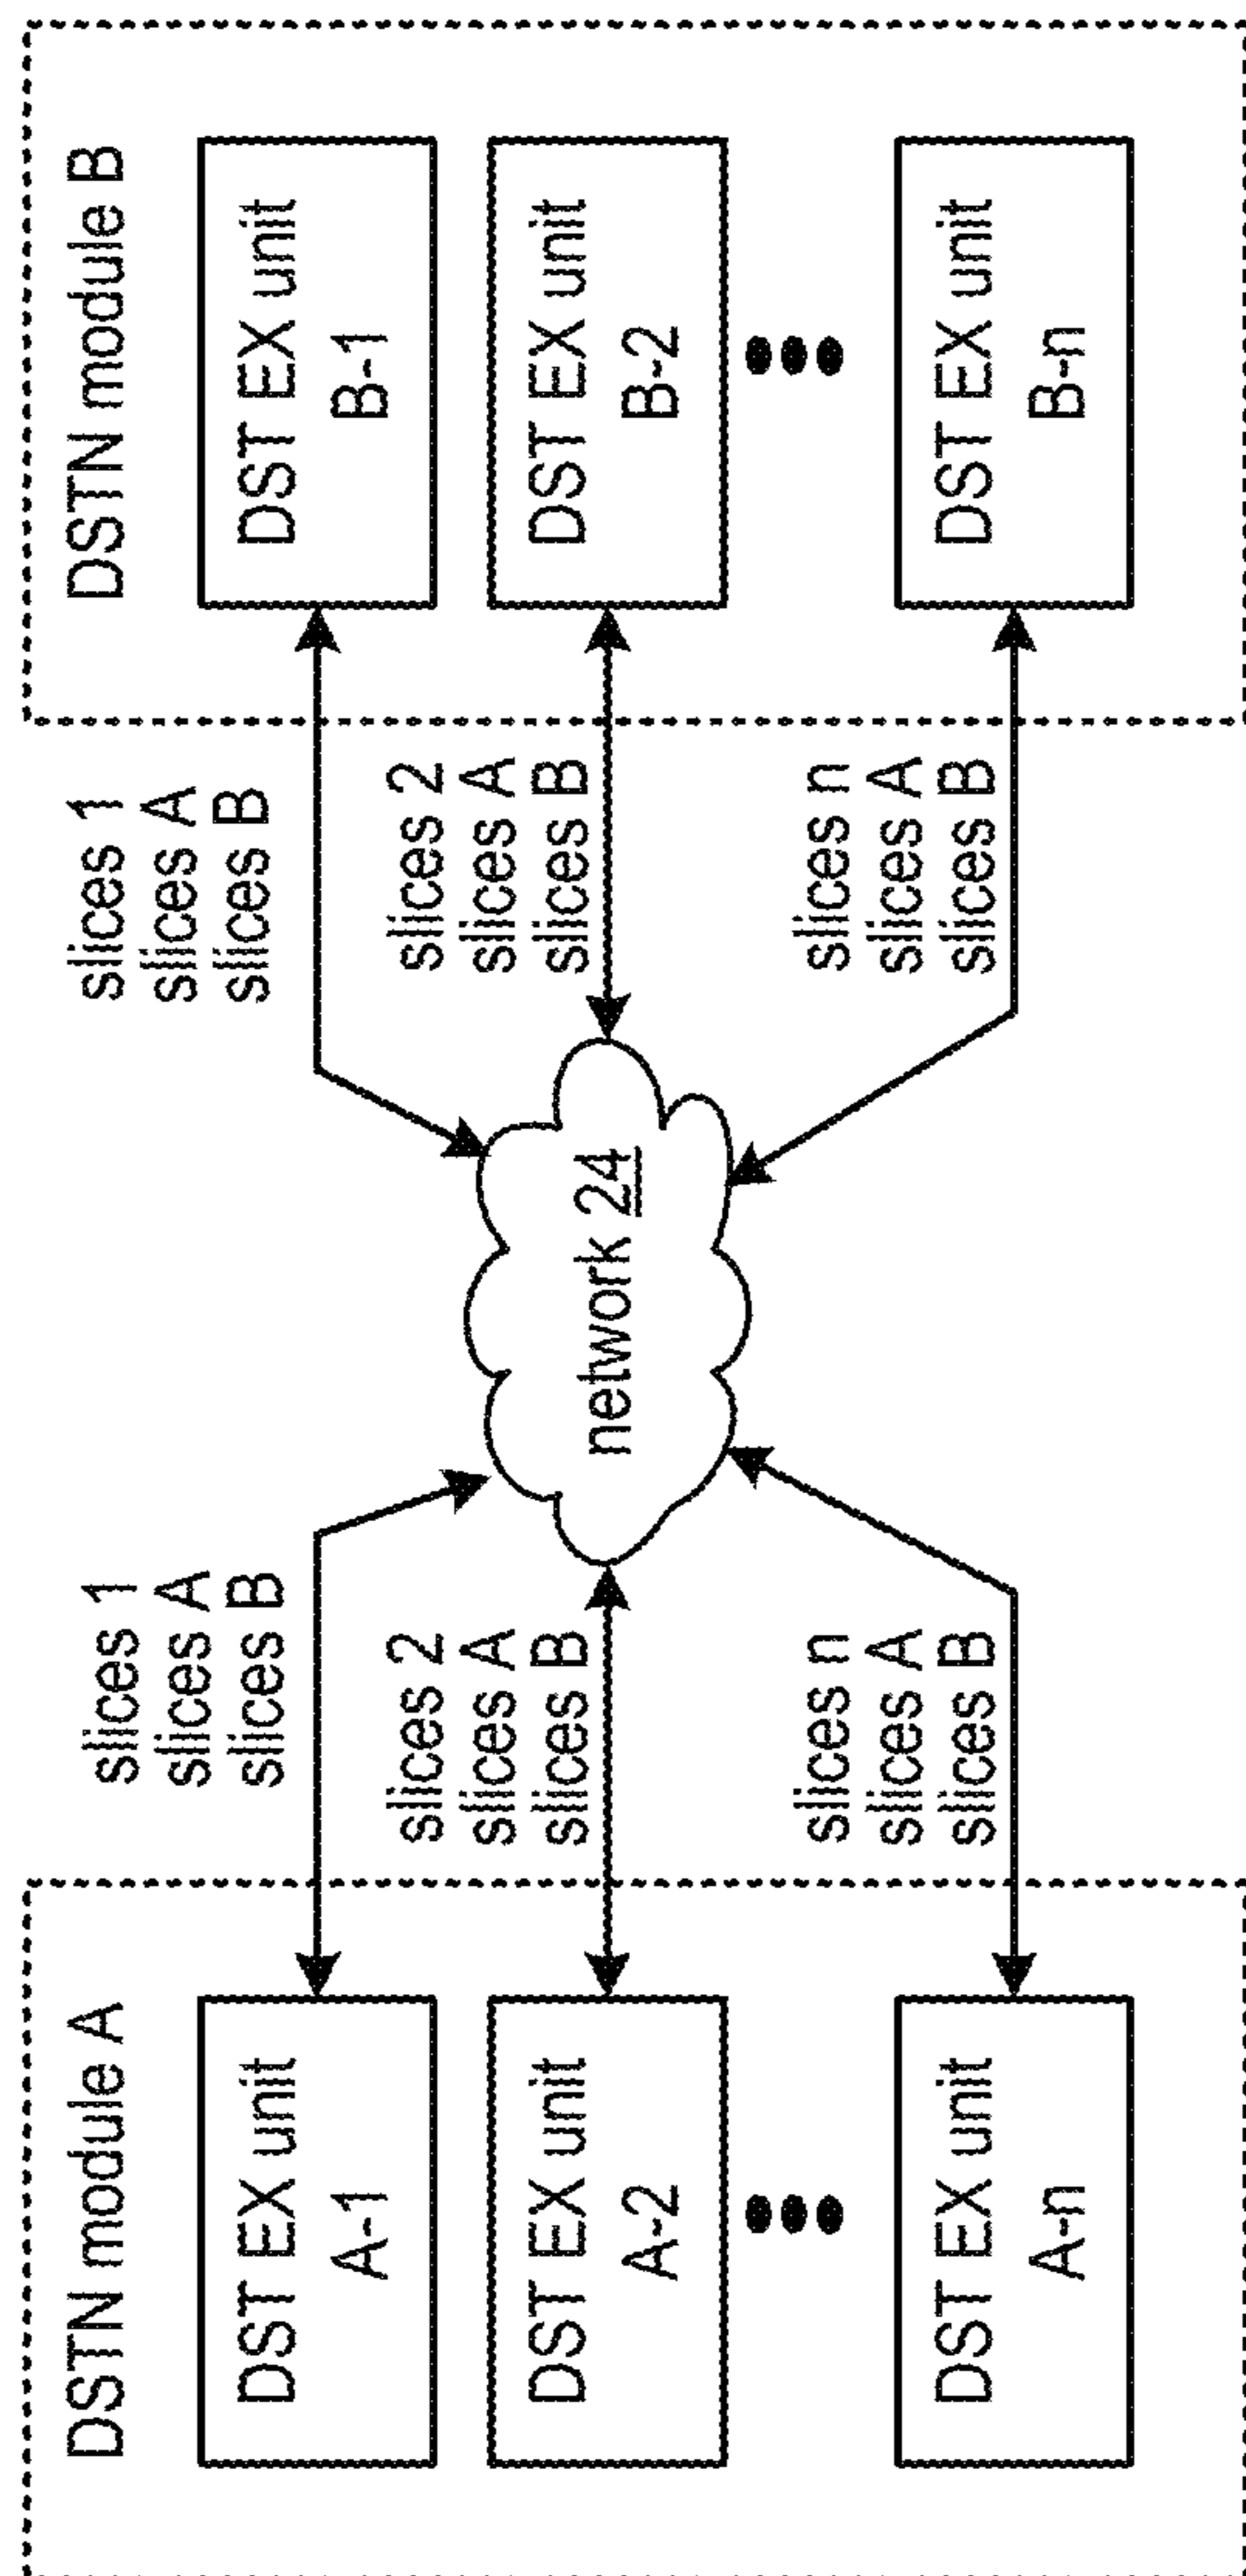 DSTN module A
DST EX unit
A-1
DST EX unit
A-2
DST EX unit
A-n
slices 1
slices A
slices B
slices 2
slices A
slices B
slices n
slices A
slices B
network 24
slices 1
slices A
slices B
slices 2
slices A
slices B
slices n
slices A
slices B
DSTN module B
DST EX unit
B-1
DST EX unit
B-2
DST EX unit
B-n